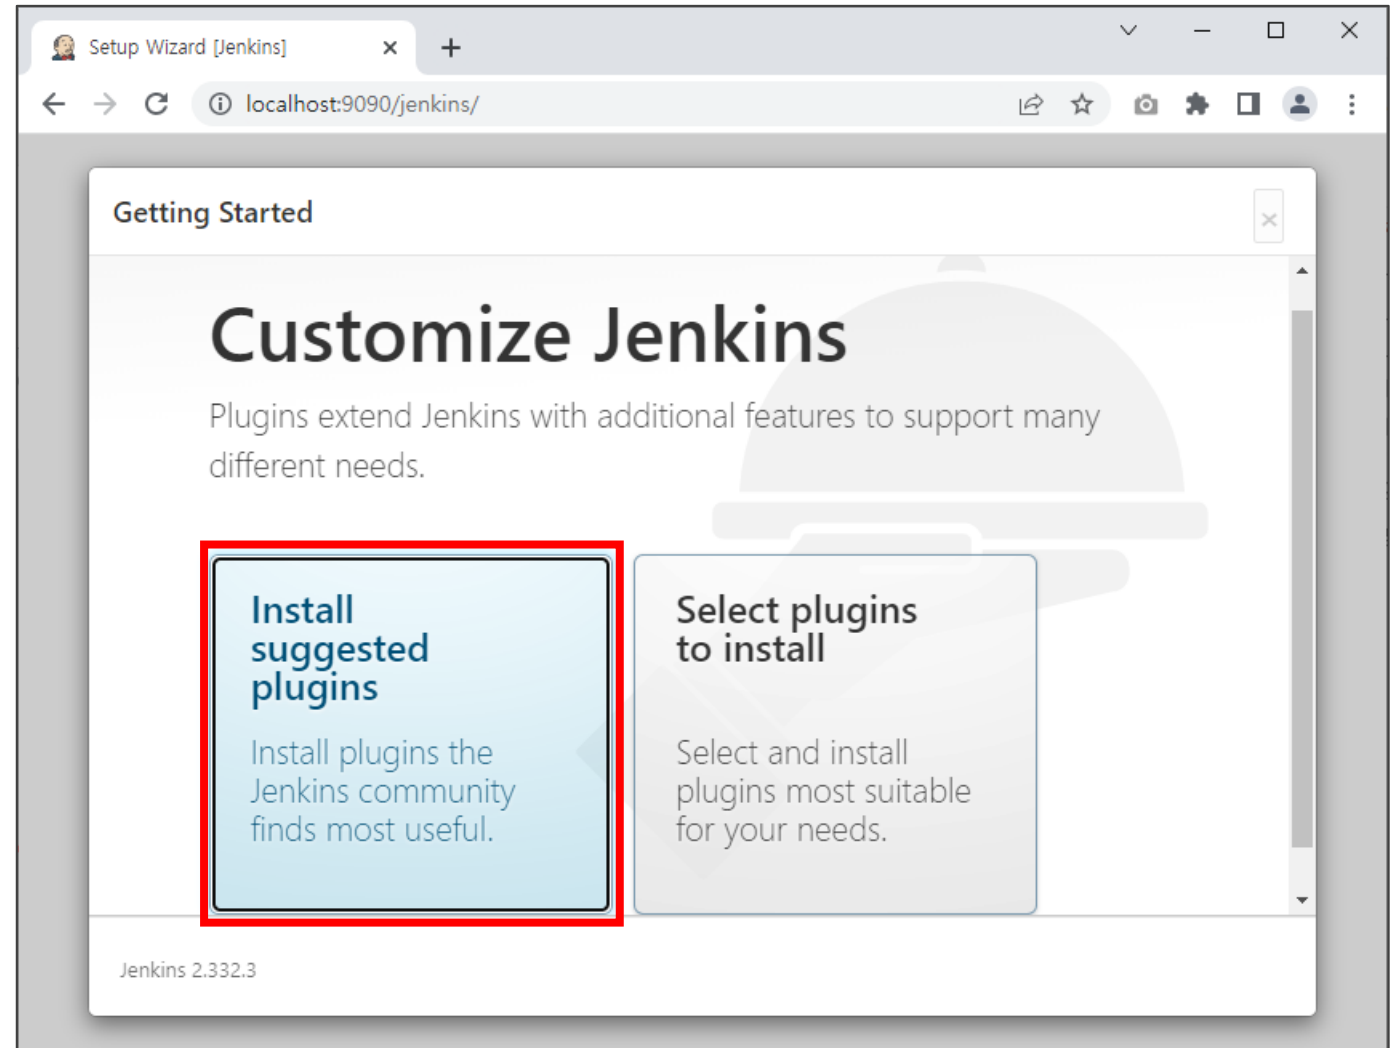 Setup Wizard [Jenkins]
localhost:9090/jenkins/
Getting Started
Customize Jenkins
Plugins extend Jenkins with additional features to support many
different needs.
Install
suggested
plugins
Install plugins the
Jenkins community
finds most useful.
Select plugins
to install
Select and install
plugins most suitable
for your needs.
Jenkins 2.332.3